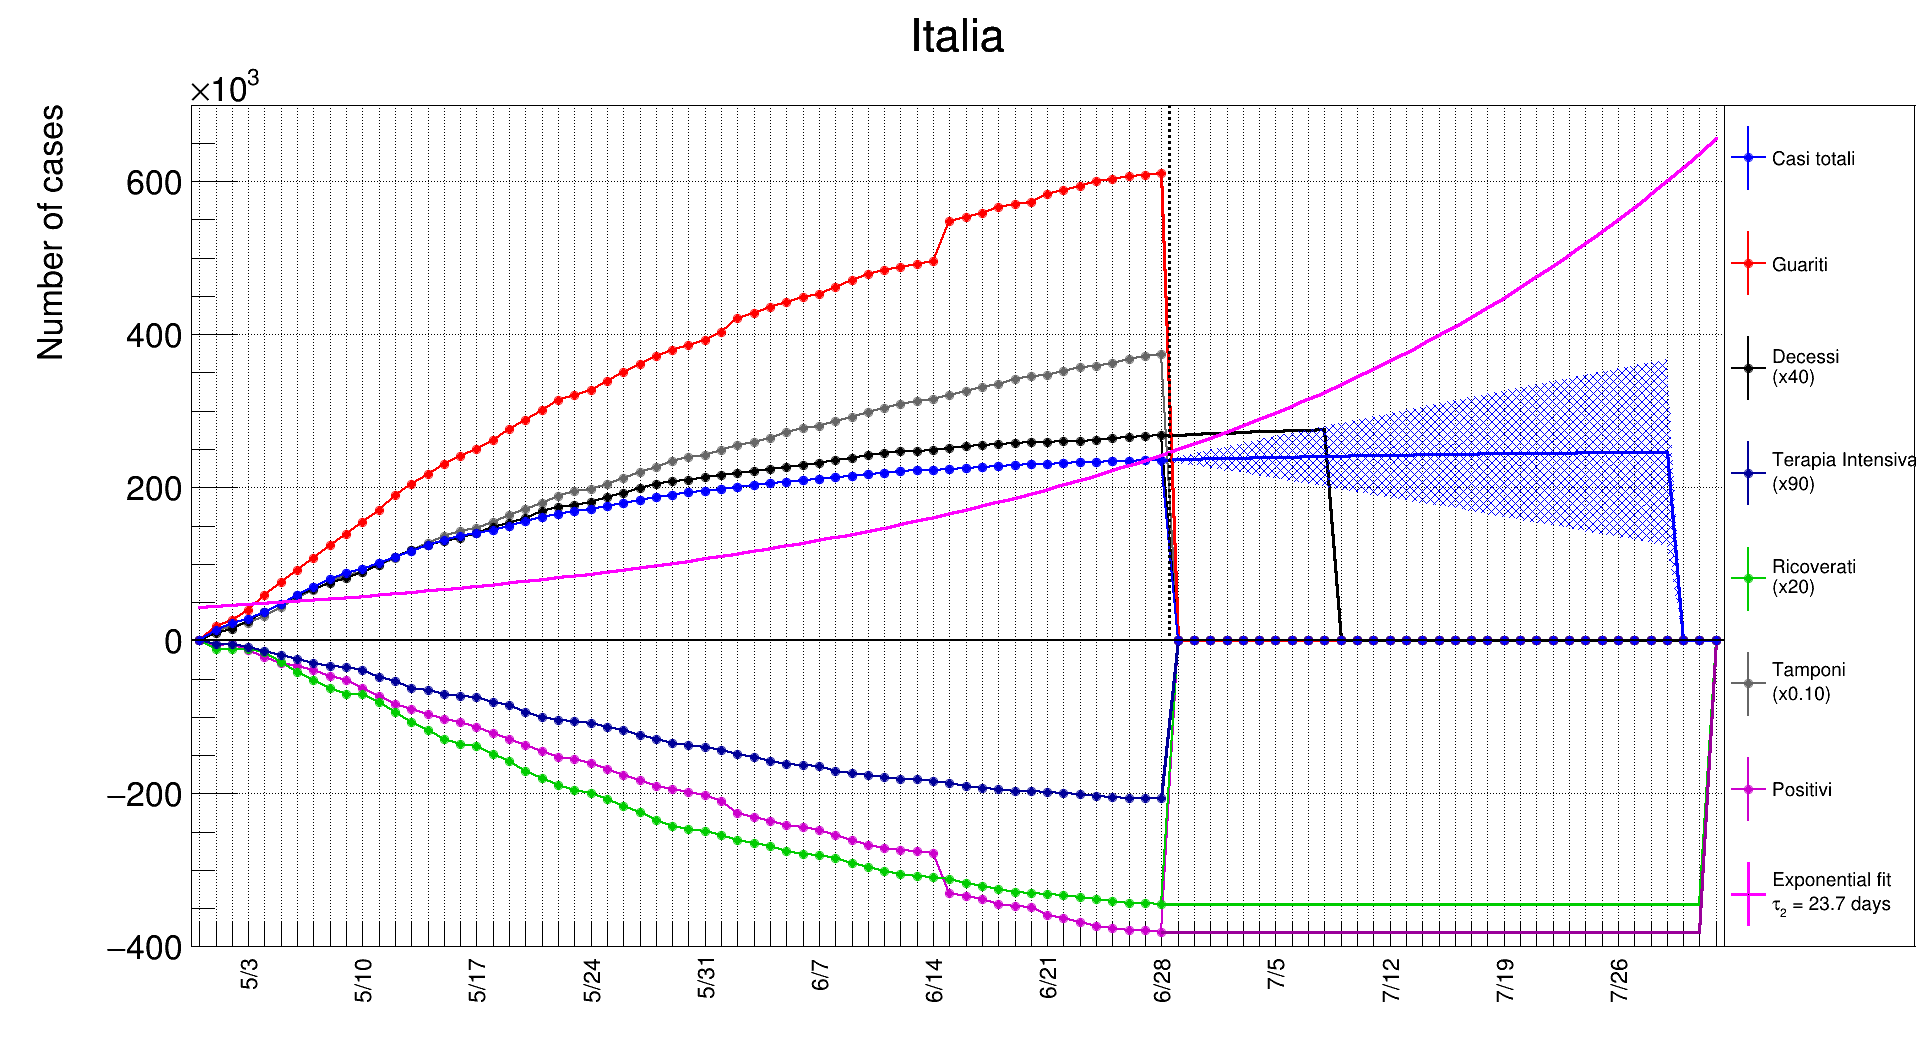 Italia
×10³
Number of cases
600
400
200
0
−200
−400
5/3
5/10
5/17
5/24
5/31
6/7
6/14
6/21
6/28
7/5
7/12
7/19
7/26
Casi totali
Guariti
Decessi
(x40)
Terapia Intensiva
(x90)
Ricoverati
(x20)
Tamponi
(x0.10)
Positivi
Exponential fit
τ₂ = 23.7 days